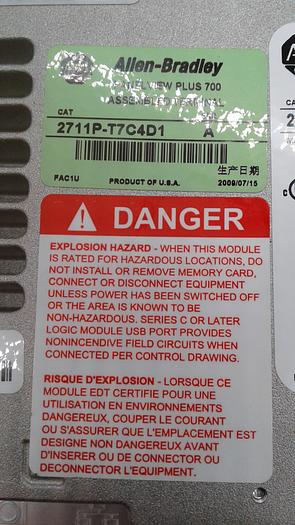 Allen-Bradley
PANELVIEW PLUS 700
ASSEMBLED TERMINAL
CAT
2711P-T7C4D1 A
生产日期
FAC1U PRODUCT OF U.S.A. 2009/07/15
DANGER
EXPLOSION HAZARD - WHEN THIS MODULE
IS RATED FOR HAZARDOUS LOCATIONS, DO
NOT INSTALL OR REMOVE MEMORY CARD,
CONNECT OR DISCONNECT EQUIPMENT
UNLESS POWER HAS BEEN SWITCHED OFF
OR THE AREA IS KNOWN TO BE
NON-HAZARDOUS. SERIES C OR LATER
LOGIC MODULE USB PORT PROVIDES
NONINCENDIVE FIELD CIRCUITS WHEN
CONNECTED PER CONTROL DRAWING.
RISQUE D'EXPLOSION - LORSQUE CE
MODULE EDT CERTIFIE POUR UNE
UTILISATION EN ENVIRONNEMENTS
DANGEREUX, COUPER LE COURANT
OU S'ASSURER QUE L'EMPLACEMENT EST
DESIGNE NON DANGEREUX AVANT
D'INSERER OU DE CONNECTOR OU
DECONNECTOR L'EQUIPMENT.